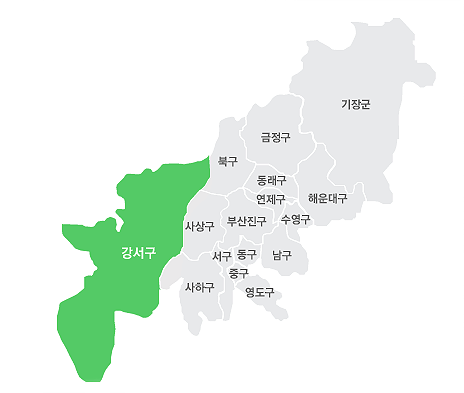 기장군
금정구
북구
동래구
연제구
해운대구
부산진구
수영구
사상구
강서구
서구
동구
남구
중구
사하구
영도구